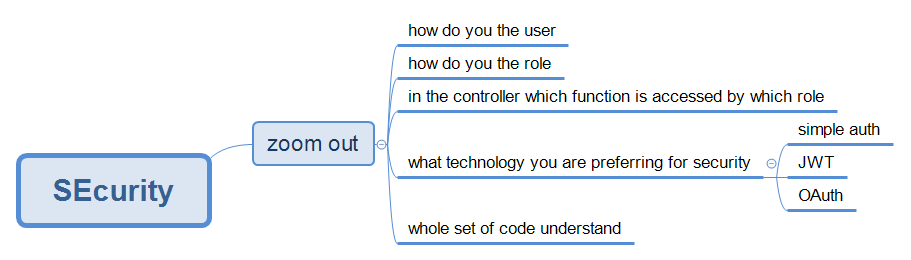 SEcurity
zoom out
how do you the user
how do you the role
in the controller which function is accessed by which role
what technology you are preferring for security
simple auth
JWT
OAuth
whole set of code understand